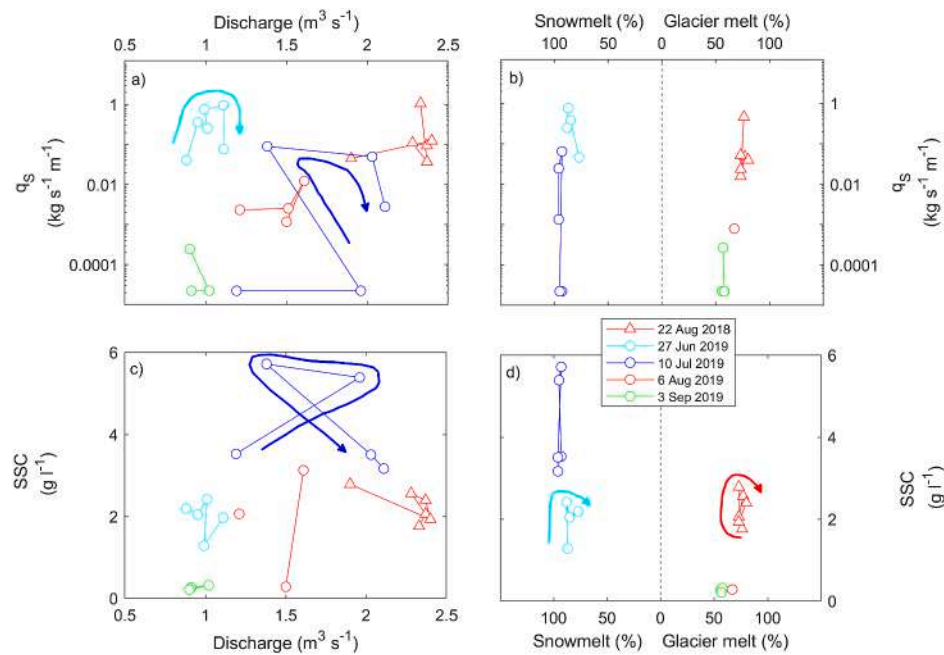 Discharge (m³ s⁻¹)
0.5 1 1.5 2 2.5
Snowmelt (%) Glacier melt (%)
100 50 0 50 100
a)
1
0.01
0.0001
qS
(kg s⁻¹ m⁻¹)
b)
1
0.01
0.0001
qS
(kg s⁻¹ m⁻¹)
22 Aug 2018
27 Jun 2019
10 Jul 2019
6 Aug 2019
3 Sep 2019
c)
6
4
2
0
SSC
(g l⁻¹)
d)
6
4
2
0
SSC
(g l⁻¹)
0.5 1 1.5 2 2.5
Discharge (m³ s⁻¹)
100 50 0 50 100
Snowmelt (%) Glacier melt (%)